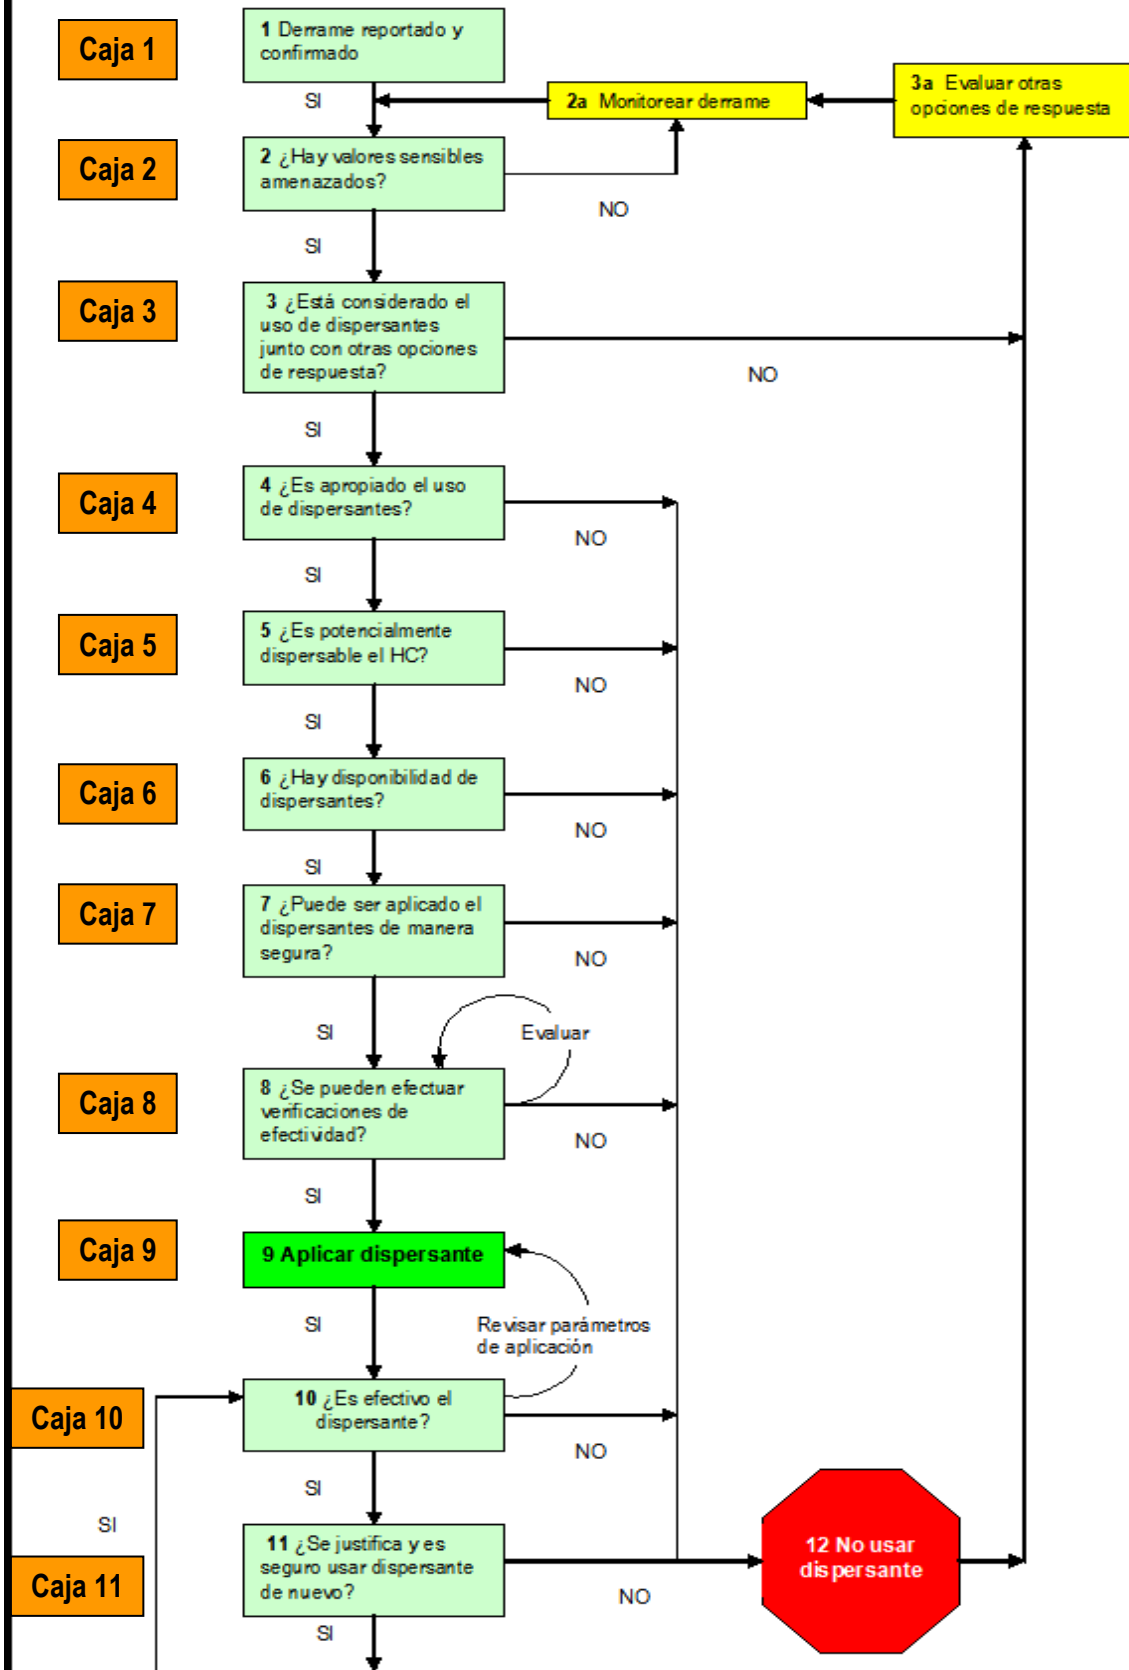 Caja 1
1 Derrame reportado y
confirmado
SI
2a Monitorear derrame
3a Evaluar otras
opciones de respuesta
Caja 2
2 ¿Hay valores sensibles
amenazados?
NO
SI
Caja 3
3 ¿Está considerado el
uso de dispersantes
junto con otras opciones
de respuesta?
NO
SI
Caja 4
4 ¿Es apropiado el uso
de dispersantes?
NO
SI
Caja 5
5 ¿Es potencialmente
dispersable el HC?
NO
SI
Caja 6
6 ¿Hay disponibilidad de
dispersantes?
NO
SI
Caja 7
7 ¿Puede ser aplicado el
dispersantes de manera
segura?
NO
SI
Evaluar
Caja 8
8 ¿Se pueden efectuar
verificaciones de
efectividad?
NO
SI
Caja 9
9 Aplicar dispersante
SI
Revisar parámetros
de aplicación
Caja 10
10 ¿Es efectivo el
dispersante?
NO
SI
SI
Caja 11
11 ¿Se justifica y es
seguro usar dispersante
de nuevo?
NO
12 No usar
dispersante
SI